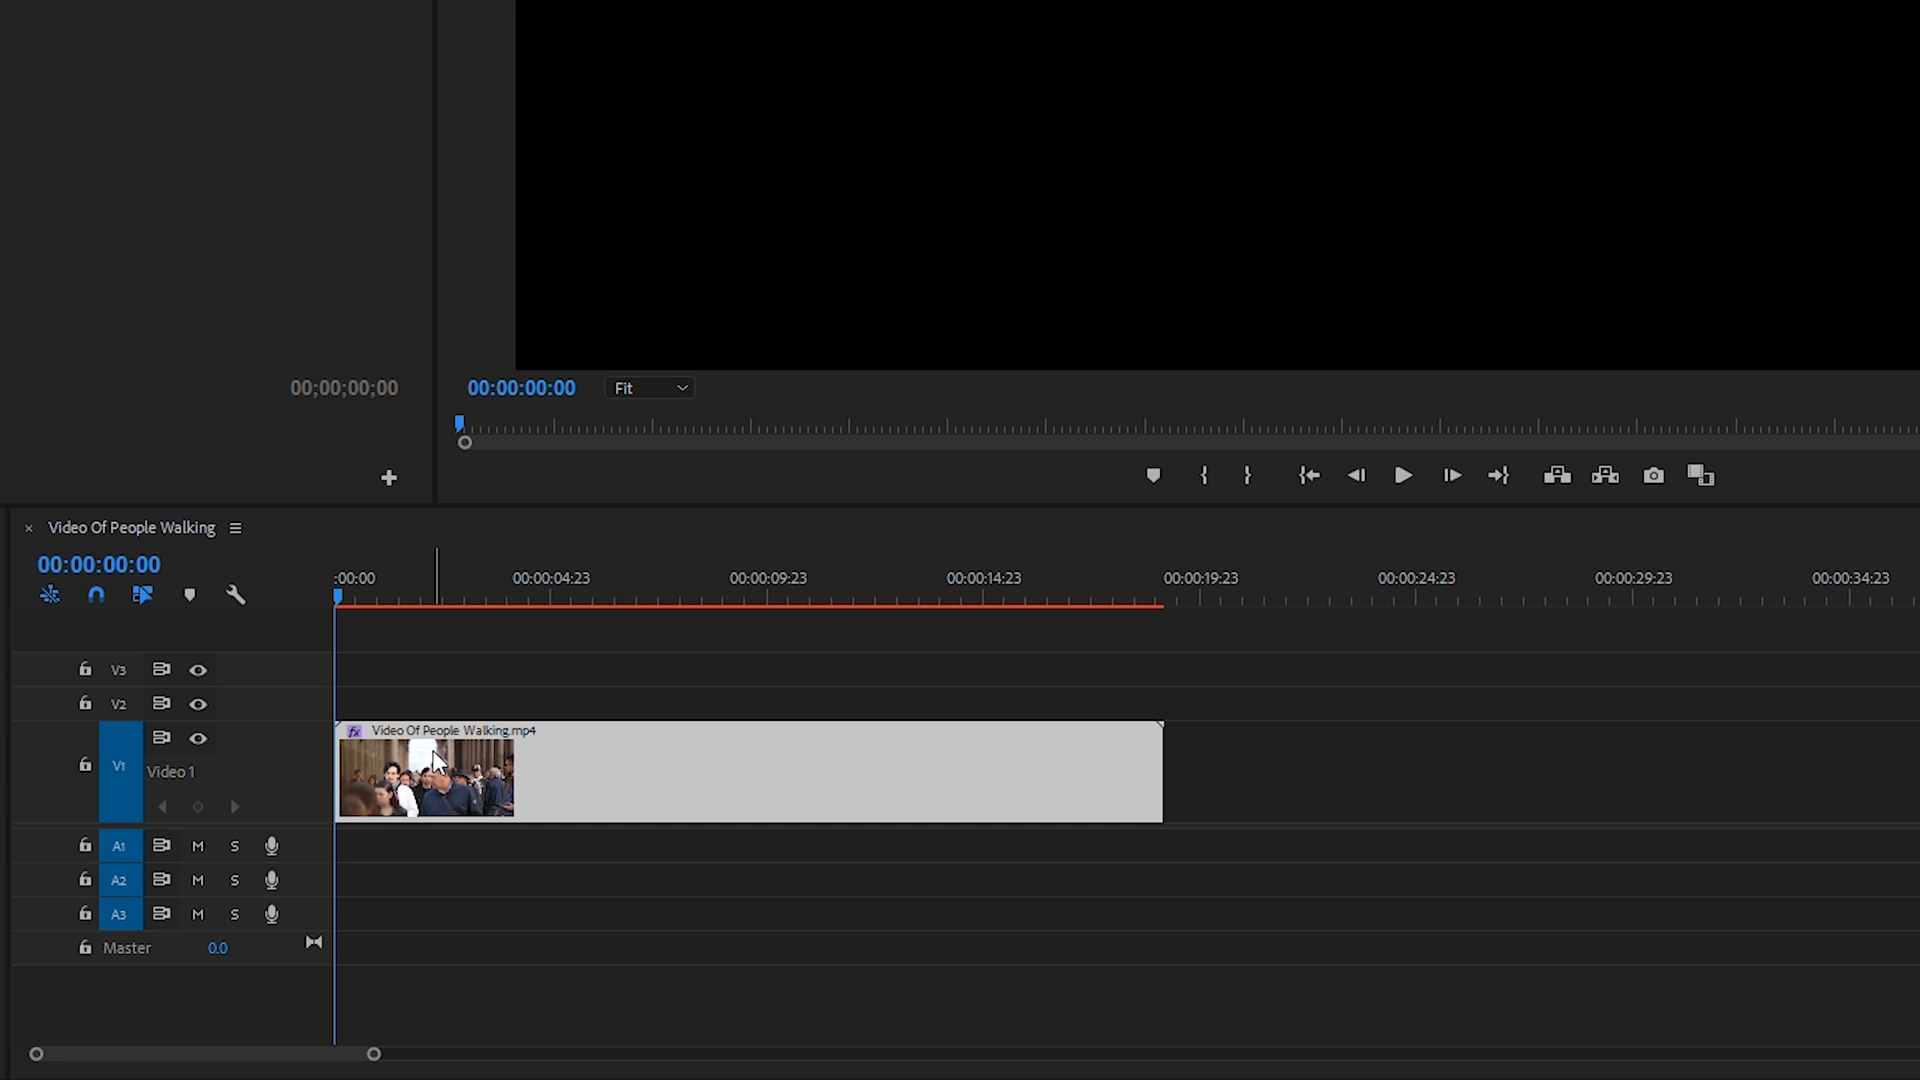 00;00;00;00
00:00:00:00 Fit
× Video Of People Walking
00:00:00:00
:00:00 00:00:04:23 00:00:09:23 00:00:14:23 00:00:19:23 00:00:24:23 00:00:29:23 00:00:34:23
V3
V2
fx Video Of People Walking.mp4
V1
Video 1
A1 M S
A2 M S
A3 M S
Master 0.0